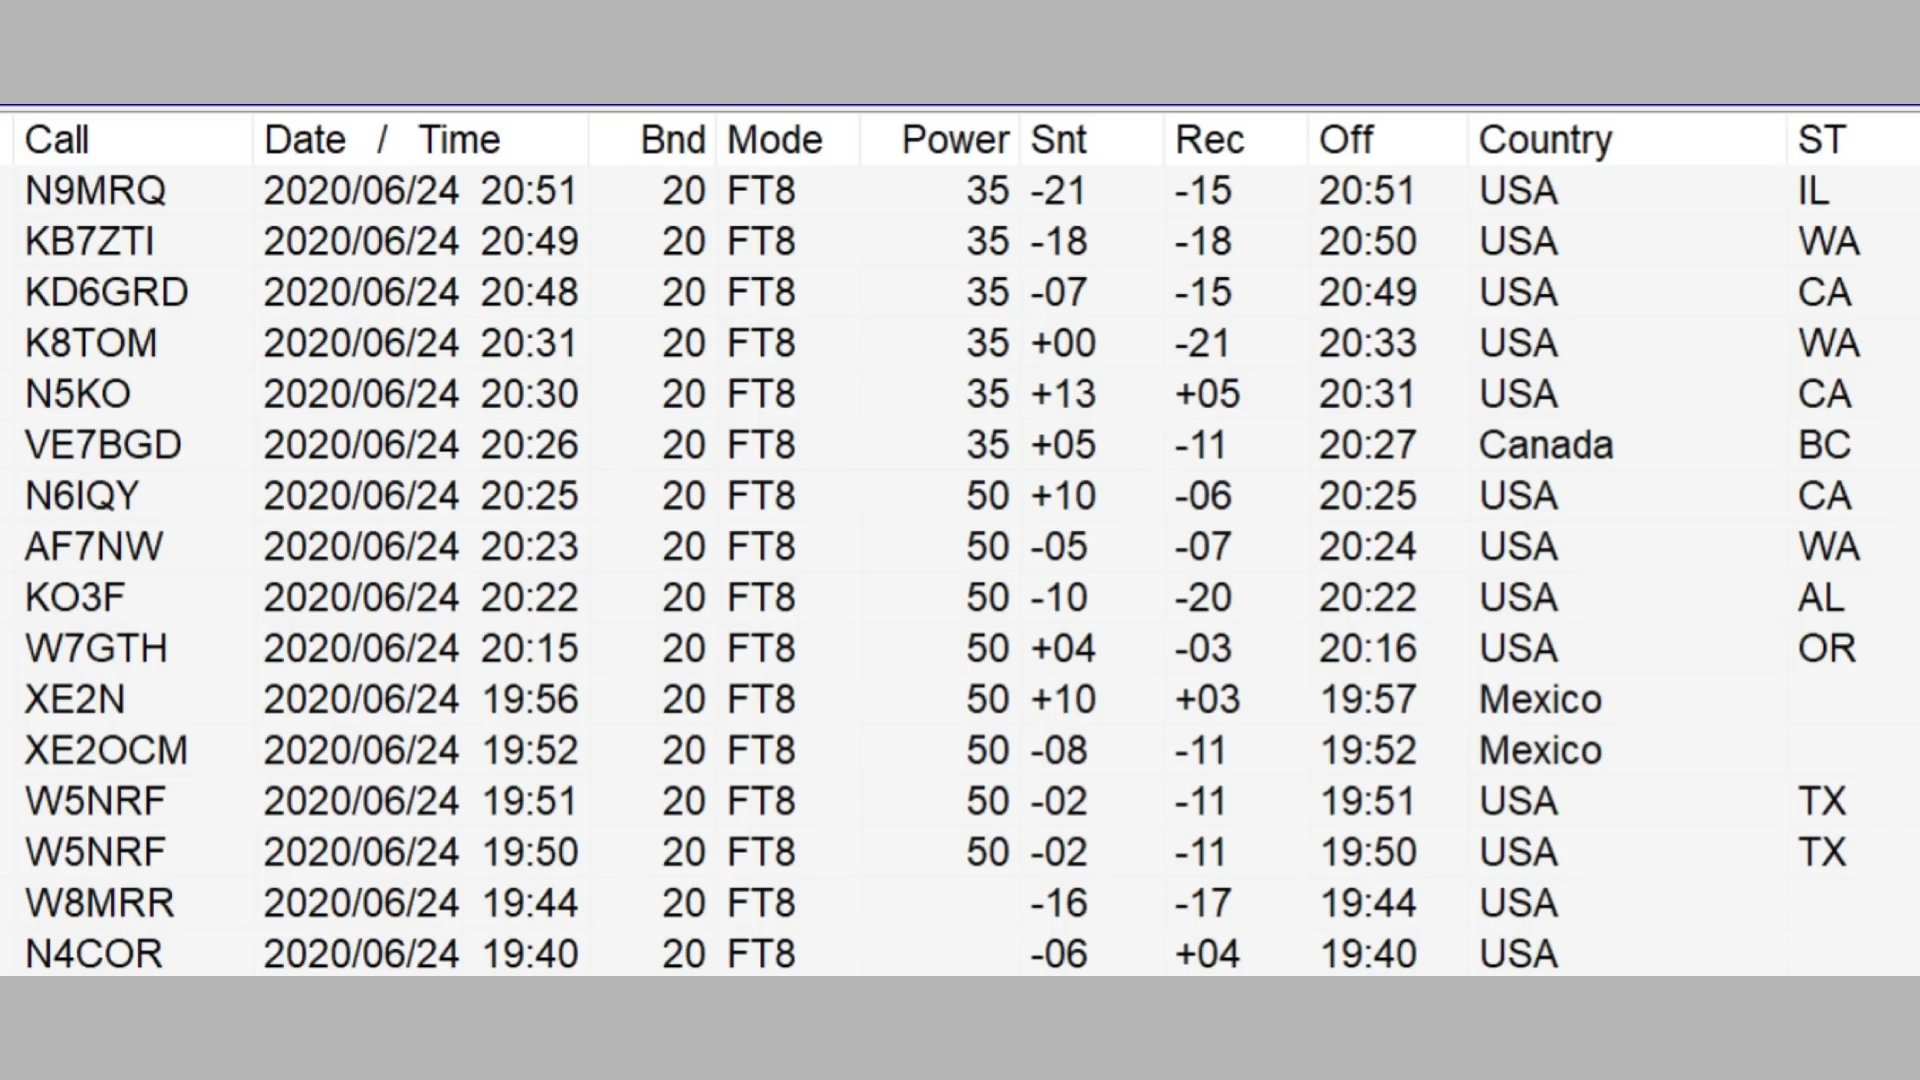 Call Date / Time Bnd Mode Power Snt Rec Off Country ST
N9MRQ 2020/06/24 20:51 20 FT8 35 -21 -15 20:51 USA IL
KB7ZTI 2020/06/24 20:49 20 FT8 35 -18 -18 20:50 USA WA
KD6GRD 2020/06/24 20:48 20 FT8 35 -07 -15 20:49 USA CA
K8TOM 2020/06/24 20:31 20 FT8 35 +00 -21 20:33 USA WA
N5KO 2020/06/24 20:30 20 FT8 35 +13 +05 20:31 USA CA
VE7BGD 2020/06/24 20:26 20 FT8 35 +05 -11 20:27 Canada BC
N6IQY 2020/06/24 20:25 20 FT8 50 +10 -06 20:25 USA CA
AF7NW 2020/06/24 20:23 20 FT8 50 -05 -07 20:24 USA WA
KO3F 2020/06/24 20:22 20 FT8 50 -10 -20 20:22 USA AL
W7GTH 2020/06/24 20:15 20 FT8 50 +04 -03 20:16 USA OR
XE2N 2020/06/24 19:56 20 FT8 50 +10 +03 19:57 Mexico
XE2OCM 2020/06/24 19:52 20 FT8 50 -08 -11 19:52 Mexico
W5NRF 2020/06/24 19:51 20 FT8 50 -02 -11 19:51 USA TX
W5NRF 2020/06/24 19:50 20 FT8 50 -02 -11 19:50 USA TX
W8MRR 2020/06/24 19:44 20 FT8 -16 -17 19:44 USA
N4COR 2020/06/24 19:40 20 FT8 -06 +04 19:40 USA